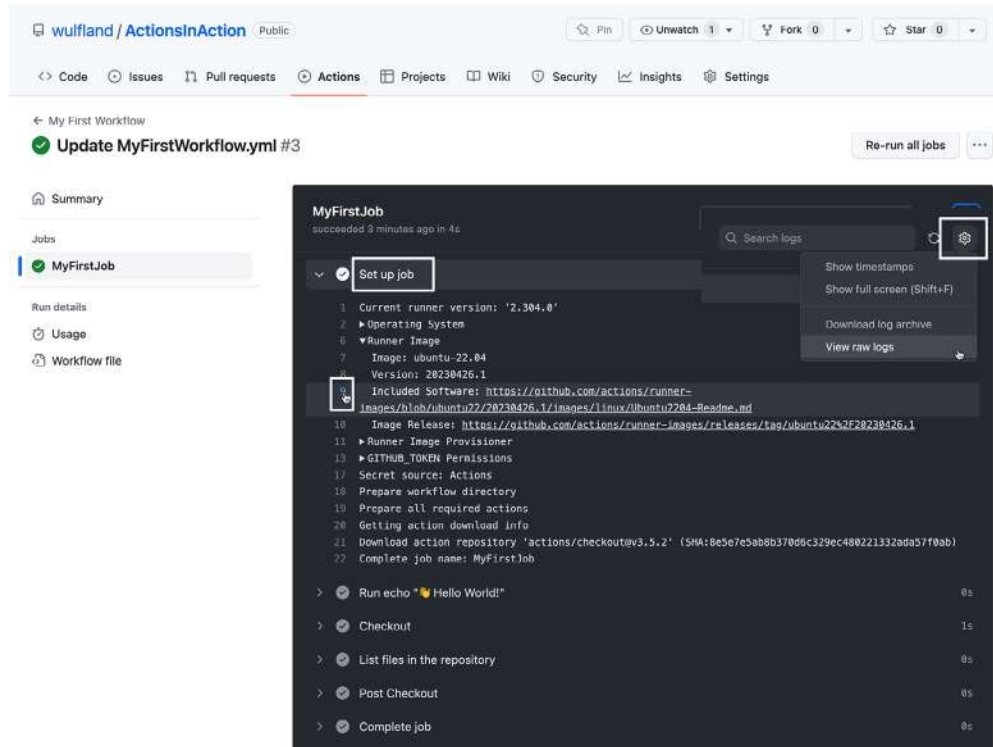 wulfland / ActionsInAction Public
Pin Unwatch 1 Fork 0 Star 0
Code Issues Pull requests Actions Projects Wiki Security Insights Settings
← My First Workflow
Update MyFirstWorkflow.yml #3
Re-run all jobs ...
Summary
Jobs
MyFirstJob
Run details
Usage
Workflow file
MyFirstJob
succeeded 3 minutes ago in 4s
Search logs
Show timestamps
Show full screen (Shift+F)
Download log archive
View raw logs
Set up job
1 Current runner version: '2.304.0'
2 ▶Operating System
6 ▼Runner Image
7 Image: ubuntu-22.04
8 Version: 20230426.1
9 Included Software: https://github.com/actions/runner-
images/blob/ubuntu22/20230426.1/images/linux/Ubuntu2204-Readme.md
10 Image Release: https://github.com/actions/runner-images/releases/tag/ubuntu22%2F20230426.1
11 ▶Runner Image Provisioner
13 ▶GITHUB_TOKEN Permissions
17 Secret source: Actions
18 Prepare workflow directory
19 Prepare all required actions
20 Getting action download info
21 Download action repository 'actions/checkout@v3.5.2' (SHA:8e5e7e5ab8b370d6c329ec480221332ada57f0ab)
22 Complete job name: MyFirstJob
Run echo "👋 Hello World!" 0s
Checkout 1s
List files in the repository 0s
Post Checkout 0s
Complete job 0s